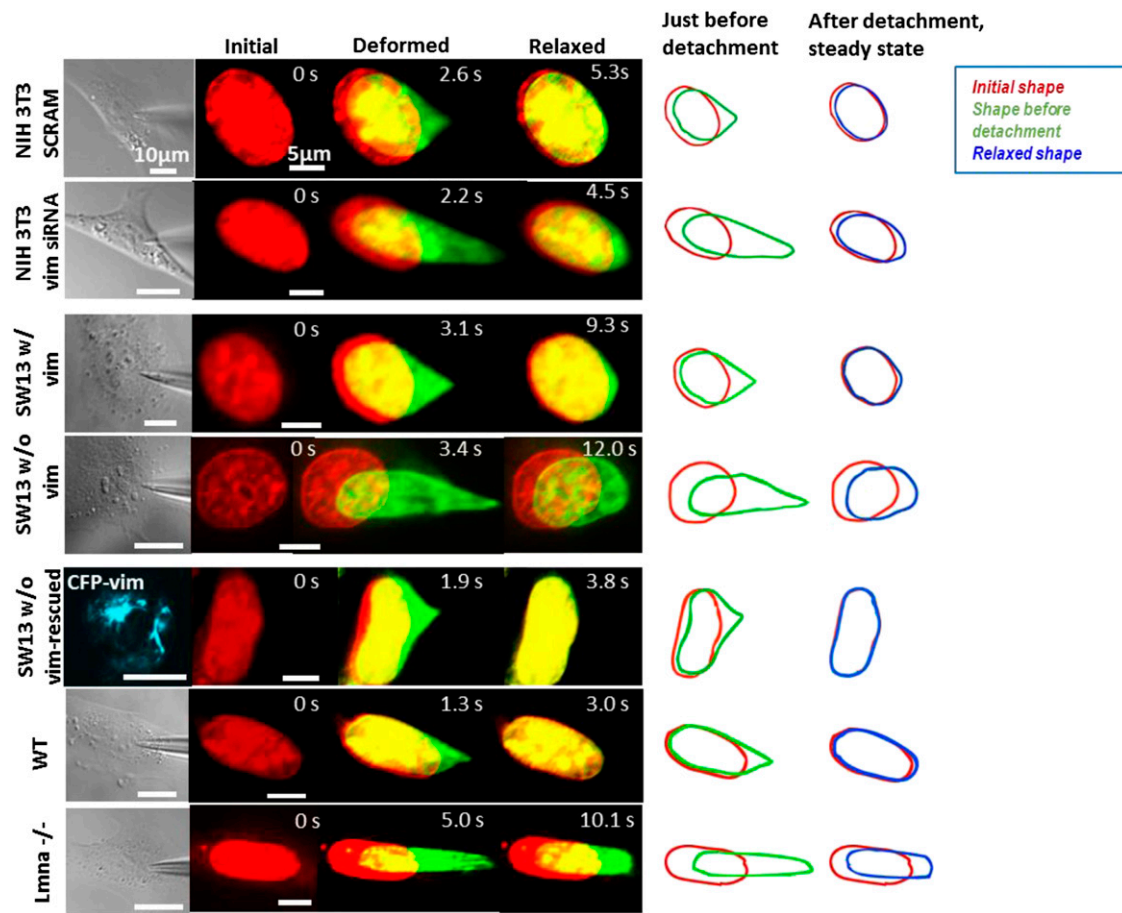 Just before
detachment
After detachment,
steady state
Initial
Deformed
Relaxed
Initial shape
Shape before
detachment
Relaxed shape
NIH 3T3
SCRAM
10μm
0 s
5μm
2.6 s
5.3s
NIH 3T3
vim siRNA
0 s
2.2 s
4.5 s
SW13 w/
vim
0 s
3.1 s
9.3 s
SW13 w/o
vim
0s
3.4 s
12.0 s
SW13 w/o
vim-rescued
CFP-vim
0 s
1.9 s
3.8 s
WT
0 s
1.3 s
3.0 s
Lmna -/-
0s
5.0 s
10.1 s